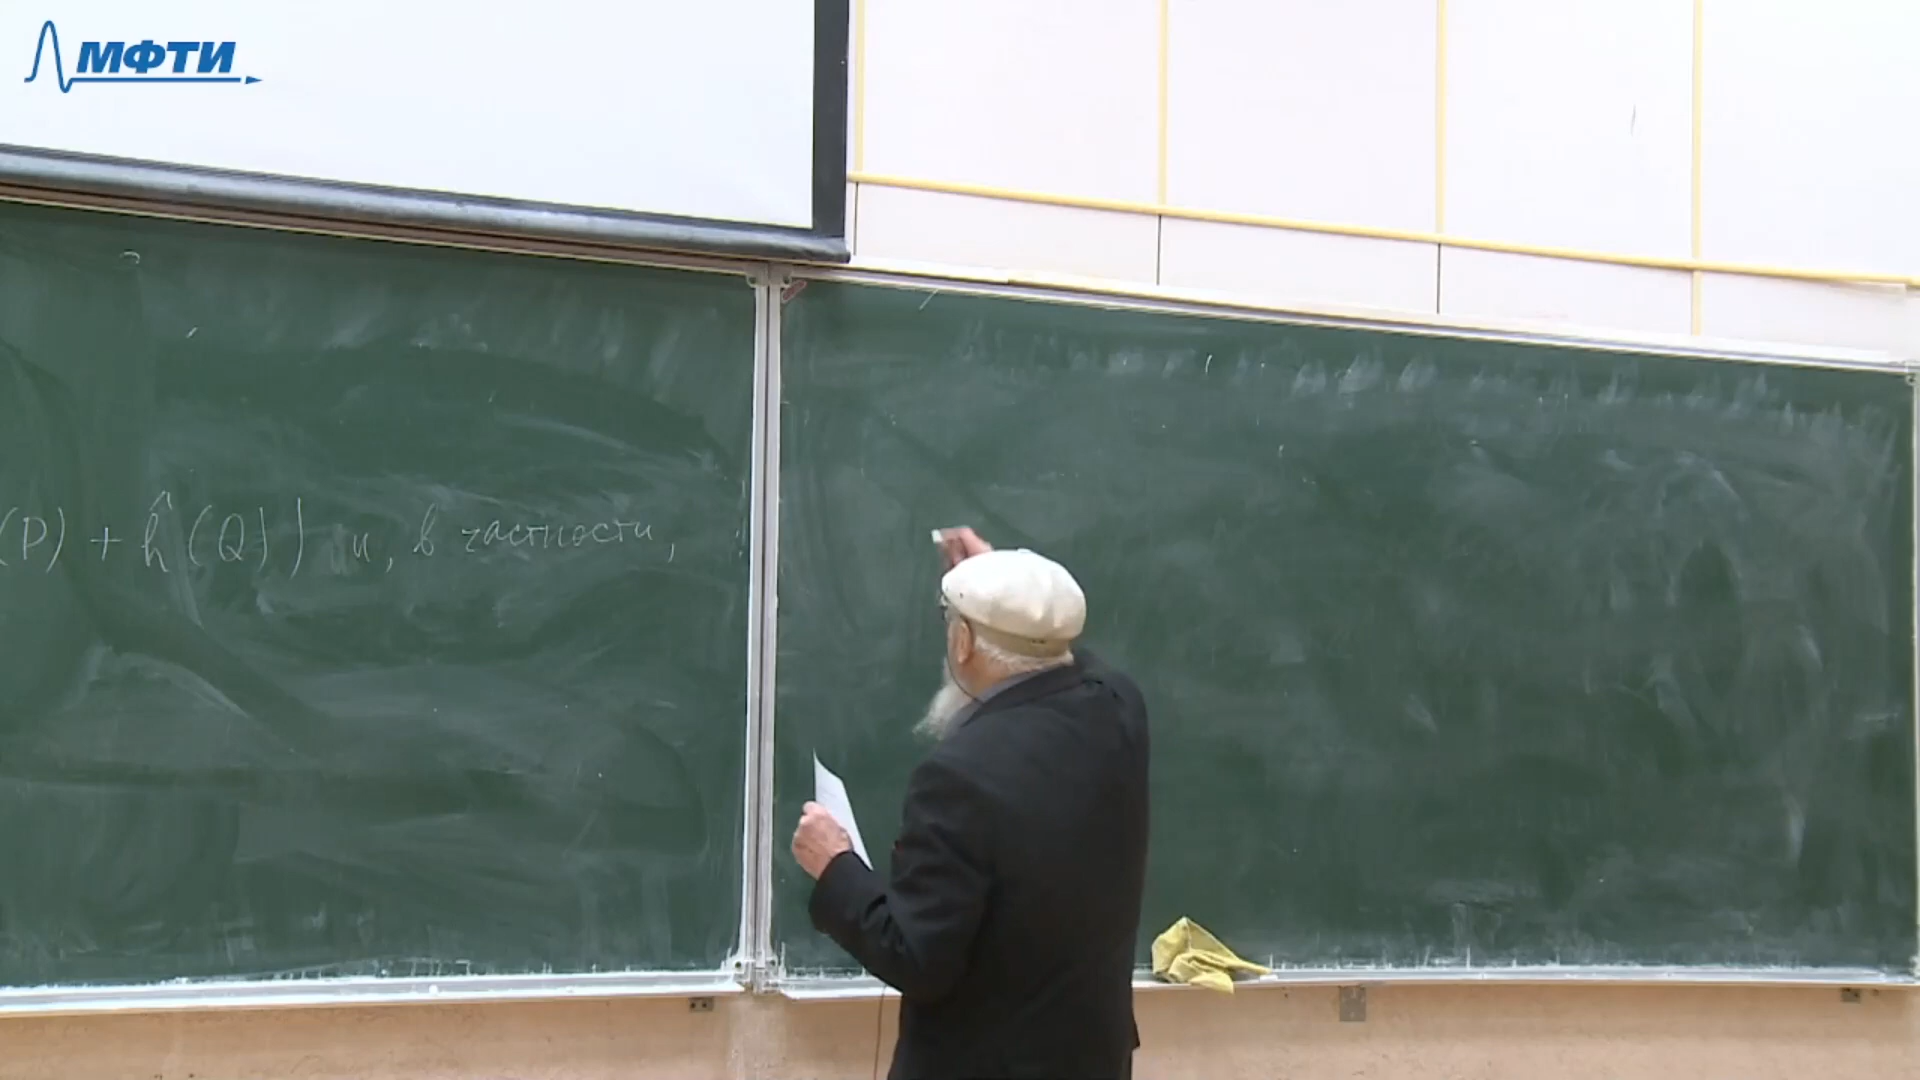 МФТИ
(P) + ĥ(Q)) и, в частности,